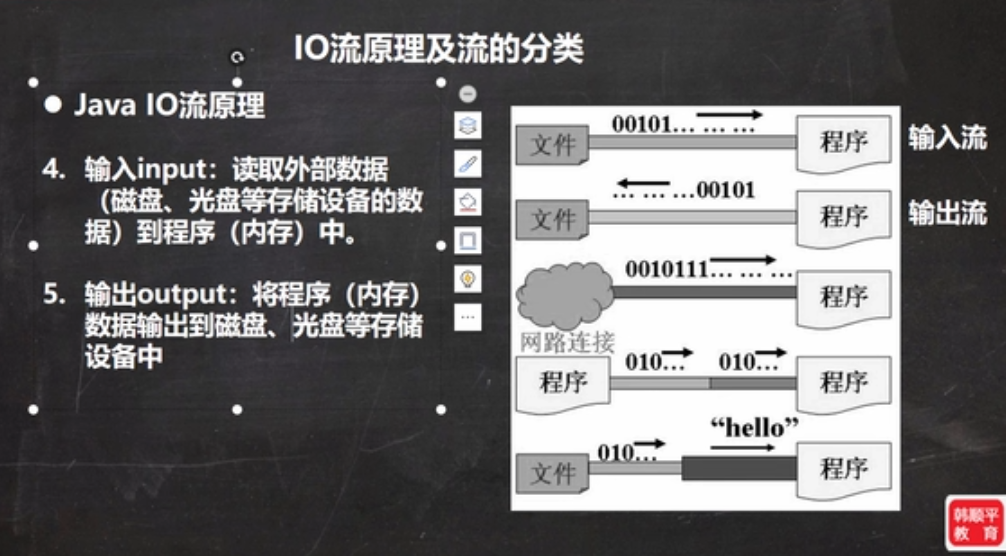 IO流原理及流的分类
● Java IO流原理
4. 输入input：读取外部数据
（磁盘、光盘等存储设备的数
据）到程序（内存）中。
5. 输出output：将程序（内存）
数据输出到磁盘、光盘等存储
设备中
00101... ... ...
文件
程序
输入流
... ... ...00101
文件
程序
输出流
0010111... ... ...
程序
网路连接
010...
010...
程序
程序
“hello”
010...
文件
程序
韩顺平
教 育